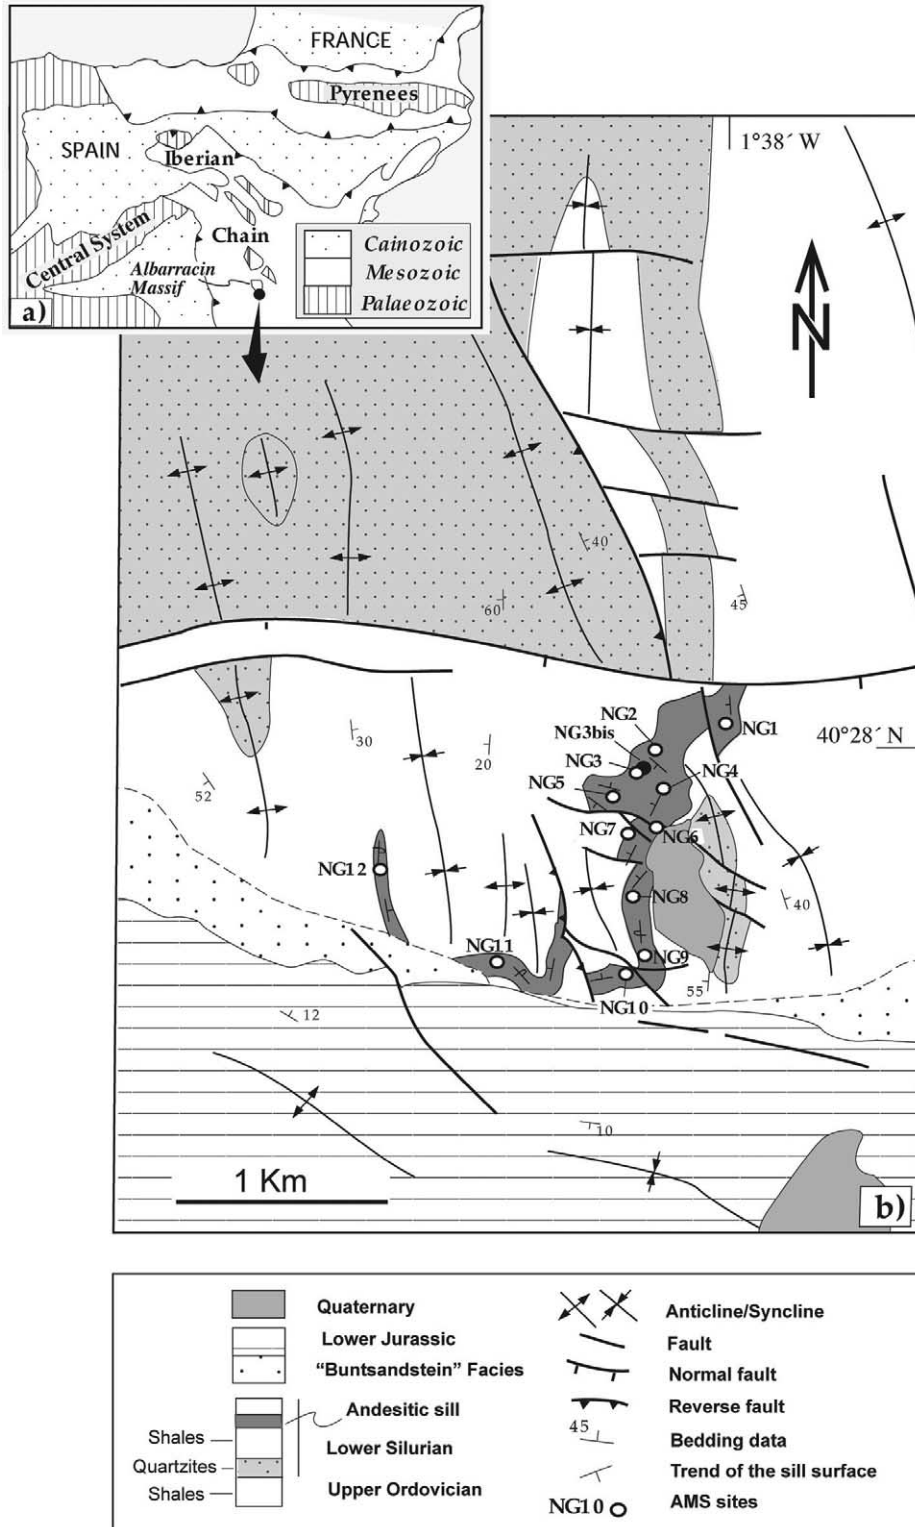 FRANCE
Pyrenees
SPAIN
Iberian
Chain
Central System
Albarracin
Massif
Cainozoic
Mesozoic
Palaeozoic
a)
1°38´ W
N
40
60
45
NG2
NG3bis
NG1
NG3
NG4
NG5
40°28´ N
30
20
52
NG7
NG6
NG12
NG8
40
NG11
NG9
55
NG10
12
10
1 Km
b)
Quaternary
Lower Jurassic
“Buntsandstein” Facies
Andesitic sill
Shales
Lower Silurian
Quartzites
Shales
Upper Ordovician
Anticline/Syncline
Fault
Normal fault
Reverse fault
45
Bedding data
Trend of the sill surface
NG10
AMS sites